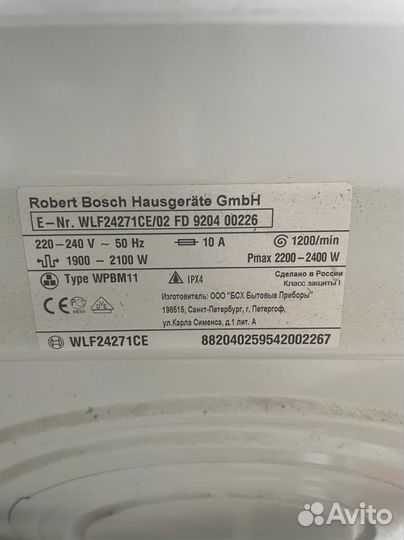 Robert Bosch Hausgeräte GmbH
E-Nr. WLF24271CE/02 FD 9204 00226
220-240 V ~ 50 Hz 10 A 1200/min
1900 - 2100 W Pmax 2200-2400 W
Type WPBM11 IPX4 Сделано в России
Класс защиты I
Изготовитель: ООО "БСХ Бытовые Приборы"
198515, Санкт-Петербург, г. Петергоф,
ул.Карла Сименса, д.1 лит. А
WLF24271CE 882040259542002267
Avito